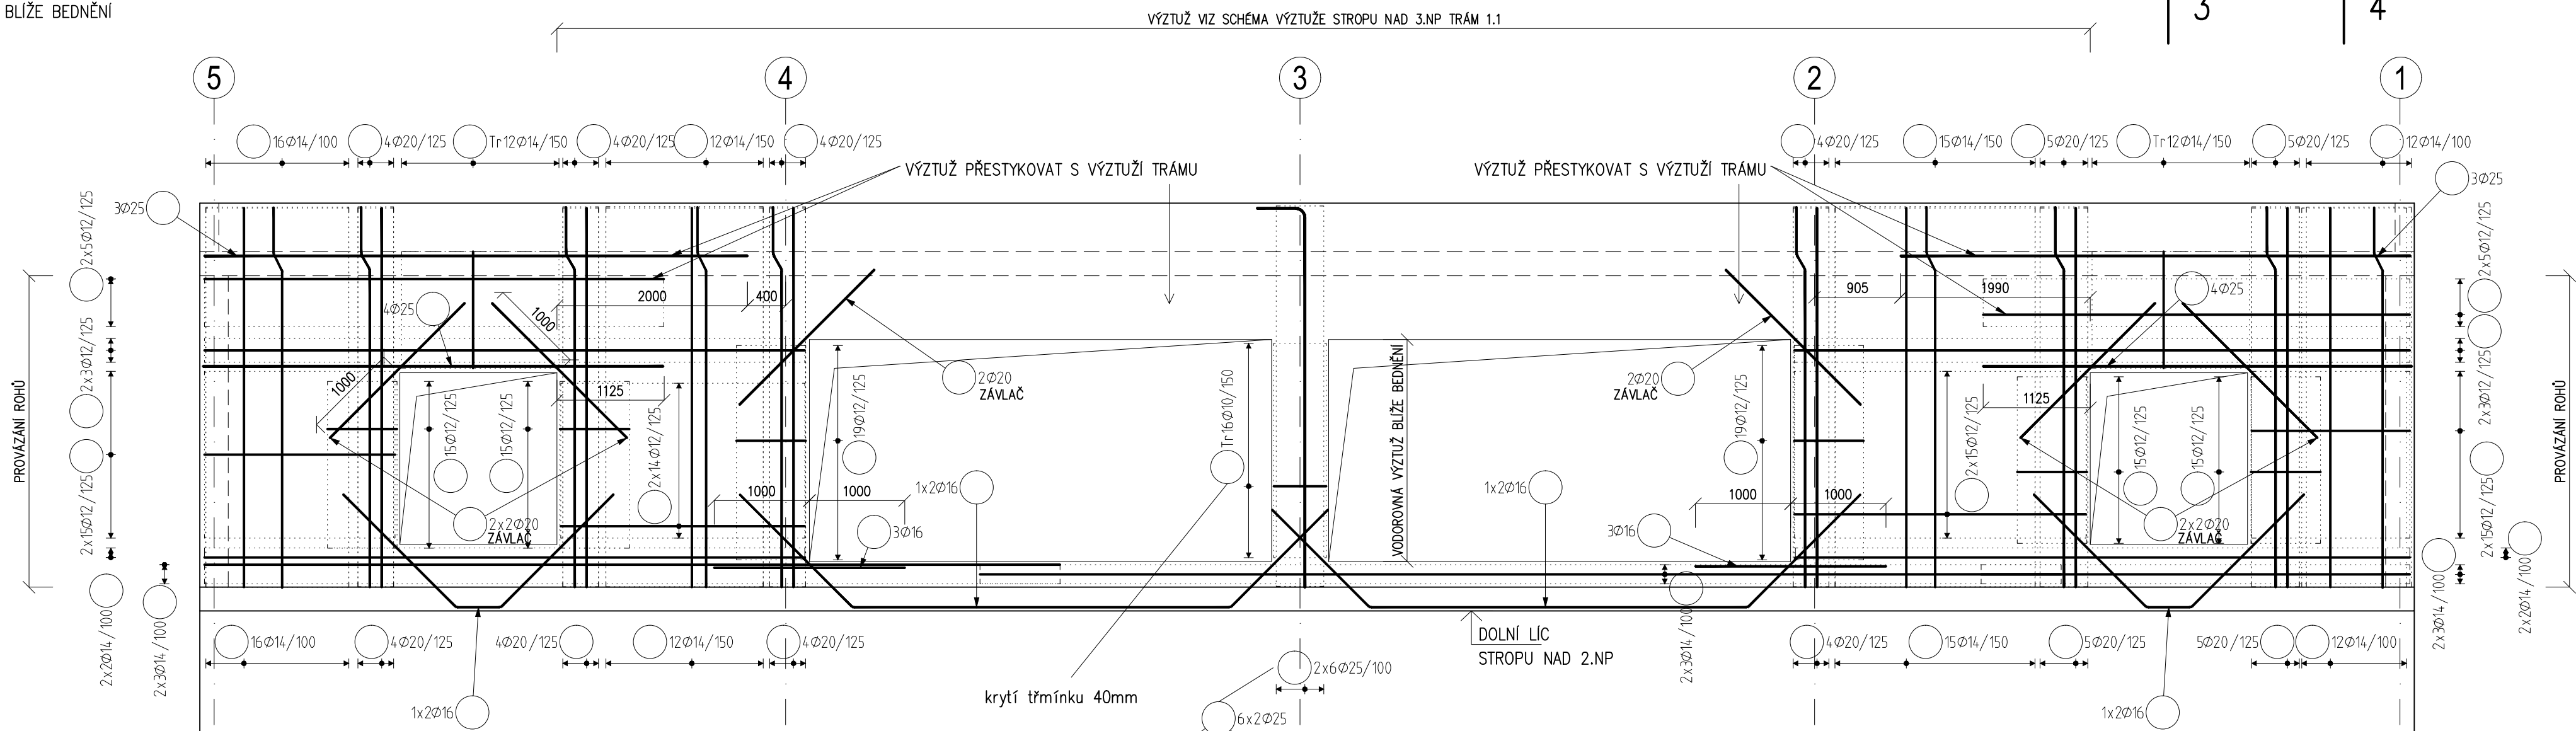 BLÍŽE BEDNĚNÍ
VÝZTUŽ VIZ SCHÉMA VÝZTUŽE STROPU NAD 3.NP TRÁM 1.1
3
4
5
4
3
2
1
16Ø14/100
4Ø20/125
Tr12Ø14/150
4Ø20/125
12Ø14/150
4Ø20/125
4Ø20/125
15Ø14/150
5Ø20/125
Tr12Ø14/150
5Ø20/125
12Ø14/100
VÝZTUŽ PŘESTYKOVAT S VÝZTUŽÍ TRÁMU
VÝZTUŽ PŘESTYKOVAT S VÝZTUŽÍ TRÁMU
3Ø25
3Ø25
2x5Ø12/125
2x5Ø12/125
2000
400
905
1990
4Ø25
4Ø25
1000
1000
2x3Ø12/125
2x3Ø12/125
PROVÁZÁNÍ ROHŮ
PROVÁZÁNÍ ROHŮ
1125
1125
2Ø20
ZÁVLAČ
2Ø20
ZÁVLAČ
15Ø12/125
15Ø12/125
2x14Ø12/125
19Ø12/125
Tr16Ø10/150
VODOROVNÁ VÝZTUŽ BLÍŽE BEDNĚNÍ
19Ø12/125
2x15Ø12/125
15Ø12/125
15Ø12/125
2x15Ø12/125
2x15Ø12/125
1000
1000
1x2Ø16
1x2Ø16
1000
1000
3Ø16
3Ø16
2x2Ø20
ZÁVLAČ
2x2Ø20
ZÁVLAČ
2x2Ø14/100
2x3Ø14/100
2x3Ø14/100
2x3Ø14/100
2x2Ø14/100
16Ø14/100
4Ø20/125
4Ø20/125
12Ø14/150
4Ø20/125
DOLNÍ LÍC
STROPU NAD 2.NP
4Ø20/125
15Ø14/150
5Ø20/125
5Ø20/125
12Ø14/100
2x6Ø25/100
krytí třmínku 40mm
1x2Ø16
6x2Ø25
1x2Ø16